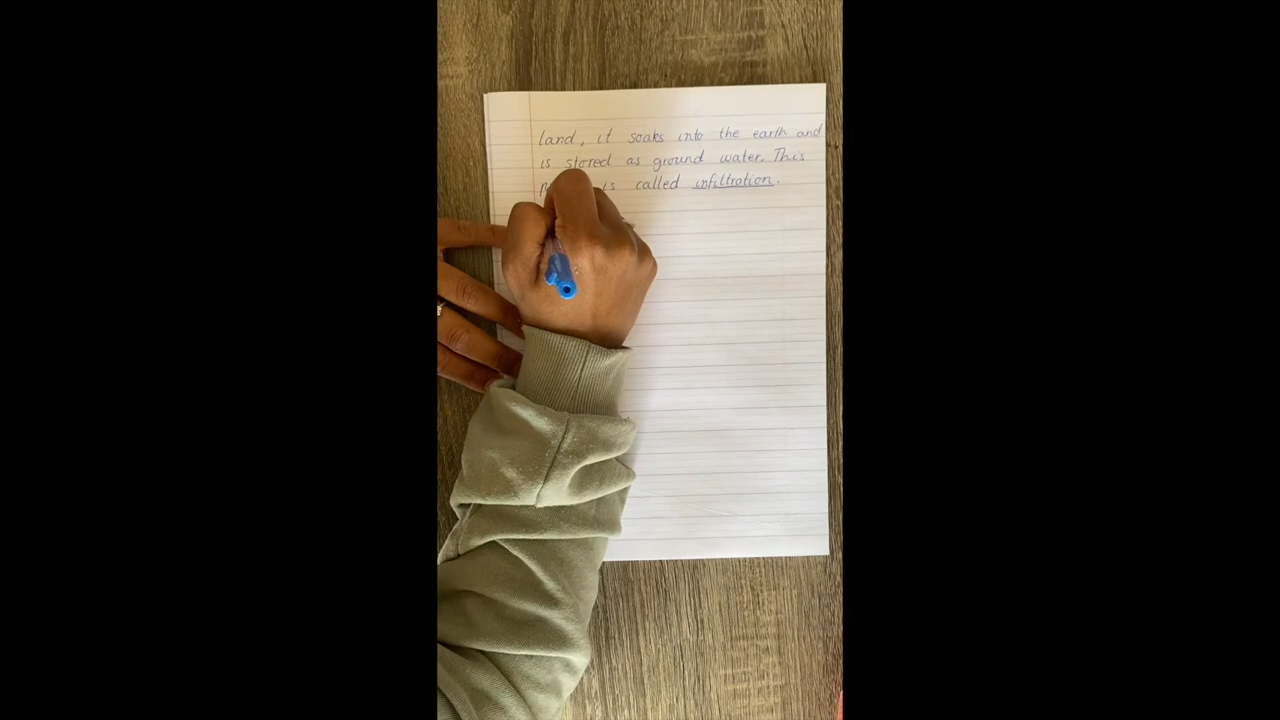 land, it soaks into the earth and
is stored as ground water. This
is called infiltration.